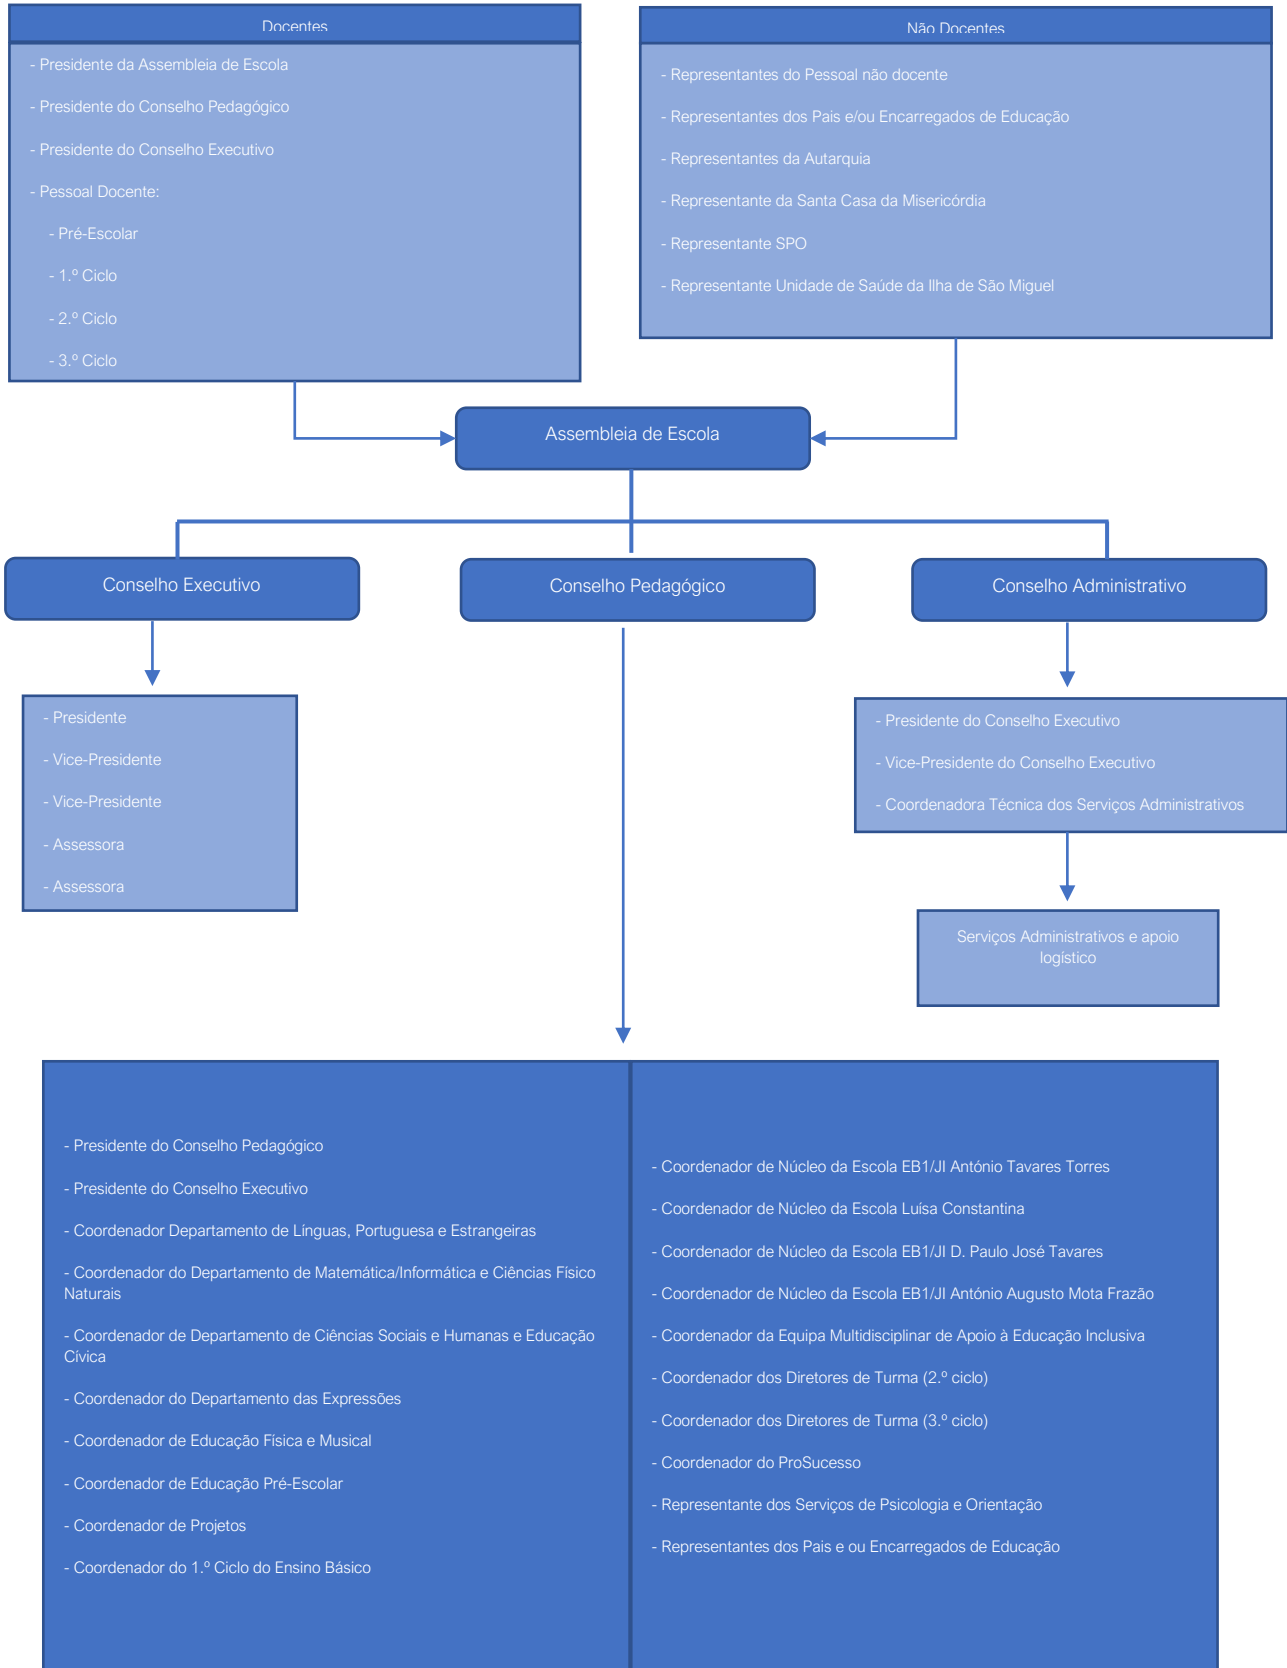 Docentes
- Presidente da Assembleia de Escola
- Presidente do Conselho Pedagógico
- Presidente do Conselho Executivo
- Pessoal Docente:
- Pré-Escolar
- 1.º Ciclo
- 2.º Ciclo
- 3.º Ciclo
Não Docentes
- Representantes do Pessoal não docente
- Representantes dos Pais e/ou Encarregados de Educação
- Representantes da Autarquia
- Representante da Santa Casa da Misericórdia
- Representante SPO
- Representante Unidade de Saúde da Ilha de São Miguel
Assembleia de Escola
Conselho Executivo
Conselho Pedagógico
Conselho Administrativo
- Presidente
- Vice-Presidente
- Vice-Presidente
- Assessora
- Assessora
- Presidente do Conselho Executivo
- Vice-Presidente do Conselho Executivo
- Coordenadora Técnica dos Serviços Administrativos
Serviços Administrativos e apoio
logístico
- Presidente do Conselho Pedagógico
- Presidente do Conselho Executivo
- Coordenador Departamento de Línguas, Portuguesa e Estrangeiras
- Coordenador do Departamento de Matemática/Informática e Ciências Físico
Naturais
- Coordenador de Departamento de Ciências Sociais e Humanas e Educação
Cívica
- Coordenador do Departamento das Expressões
- Coordenador de Educação Física e Musical
- Coordenador de Educação Pré-Escolar
- Coordenador de Projetos
- Coordenador do 1.º Ciclo do Ensino Básico
- Coordenador de Núcleo da Escola EB1/JI António Tavares Torres
- Coordenador de Núcleo da Escola Luísa Constantina
- Coordenador de Núcleo da Escola EB1/JI D. Paulo José Tavares
- Coordenador de Núcleo da Escola EB1/JI António Augusto Mota Frazão
- Coordenador da Equipa Multidisciplinar de Apoio à Educação Inclusiva
- Coordenador dos Diretores de Turma (2.º ciclo)
- Coordenador dos Diretores de Turma (3.º ciclo)
- Coordenador do ProSucesso
- Representante dos Serviços de Psicologia e Orientação
- Representantes dos Pais e ou Encarregados de Educação